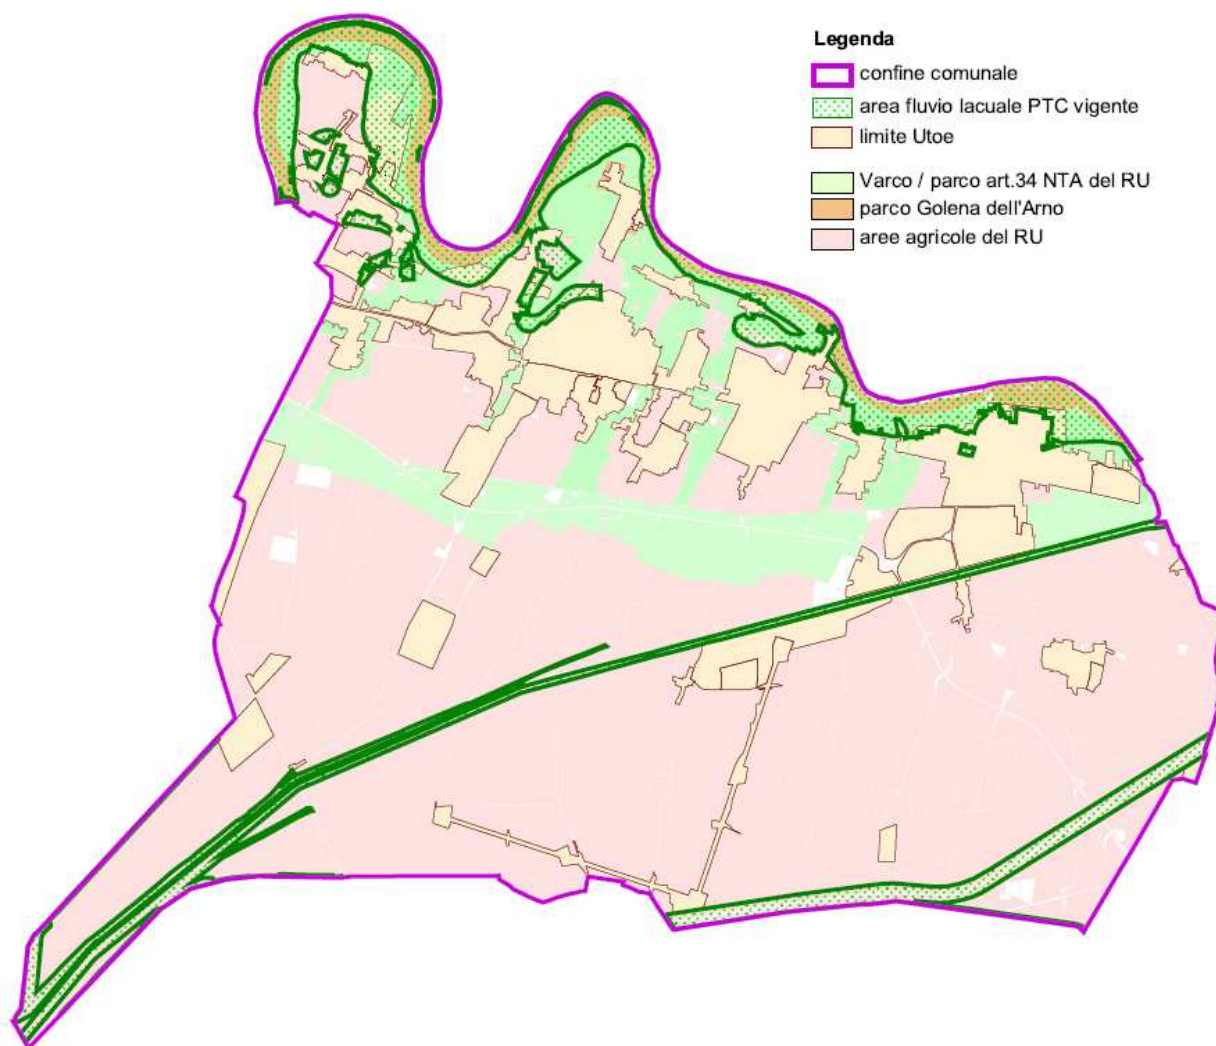 Legenda
confine comunale
area fluvio lacuale PTC vigente
limite Utoe
Varco / parco art.34 NTA del RU
parco Golena dell'Arno
aree agricole del RU